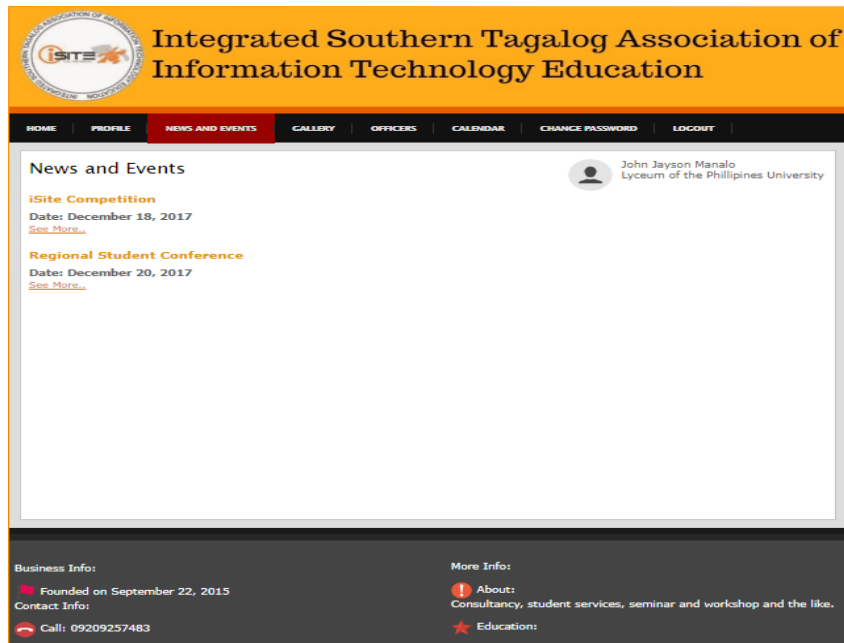 iSITE
Integrated Southern Tagalog Association of
Information Technology Education
HOME PROFILE NEWS AND EVENTS GALLERY OFFICERS CALENDAR CHANGE PASSWORD LOGOUT
News and Events
John Jayson Manalo
Lyceum of the Phillipines University
iSite Competition
Date: December 18, 2017
See More..
Regional Student Conference
Date: December 20, 2017
See More..
Business Info:
Founded on September 22, 2015
Contact Info:
Call: 09209257483
More Info:
About:
Consultancy, student services, seminar and workshop and the like.
Education: